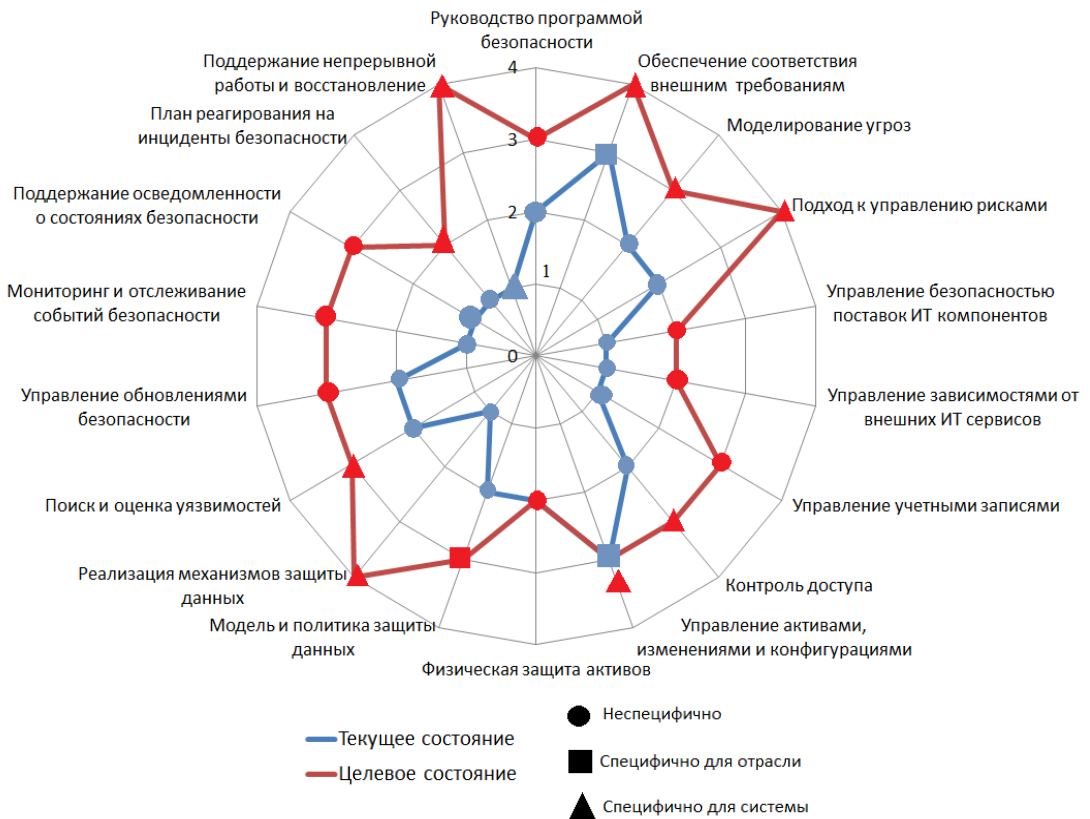 Руководство программой
безопасности
Обеспечение соответствия
внешним требованиям
Моделирование угроз
Подход к управлению рисками
Управление безопасностью
поставок ИТ компонентов
Управление зависимостями от
внешних ИТ сервисов
Управление учетными записями
Контроль доступа
Управление активами,
изменениями и конфигурациями
Физическая защита активов
Модель и политика защиты
данных
Реализация механизмов защиты
данных
Поиск и оценка уязвимостей
Управление обновлениями
безопасности
Мониторинг и отслеживание
событий безопасности
Поддержание осведомленности
о состояниях безопасности
План реагирования на
инциденты безопасности
Поддержание непрерывной
работы и восстановление
4
3
2
1
0
Текущее состояние
Целевое состояние
Неспецифично
Специфично для отрасли
Специфично для системы